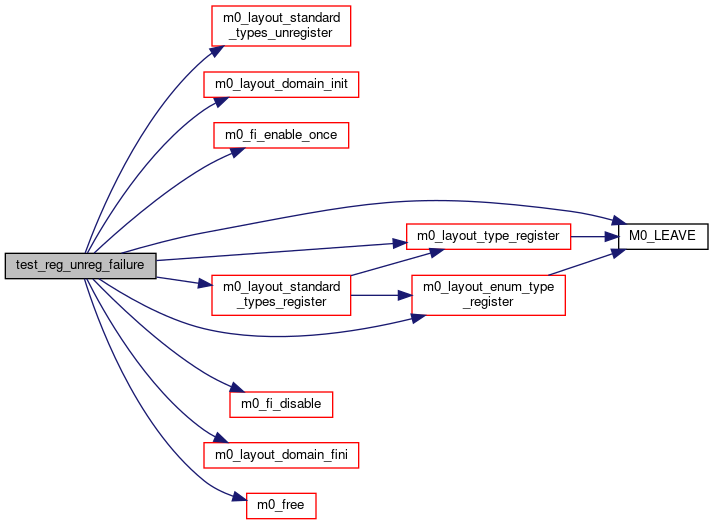 m0_layout_standard
_types_unregister
m0_layout_domain_init
m0_fi_enable_once
m0_layout_type_register
M0_LEAVE
test_reg_unreg_failure
m0_layout_standard
_types_register
m0_layout_enum_type
_register
m0_fi_disable
m0_layout_domain_fini
m0_free